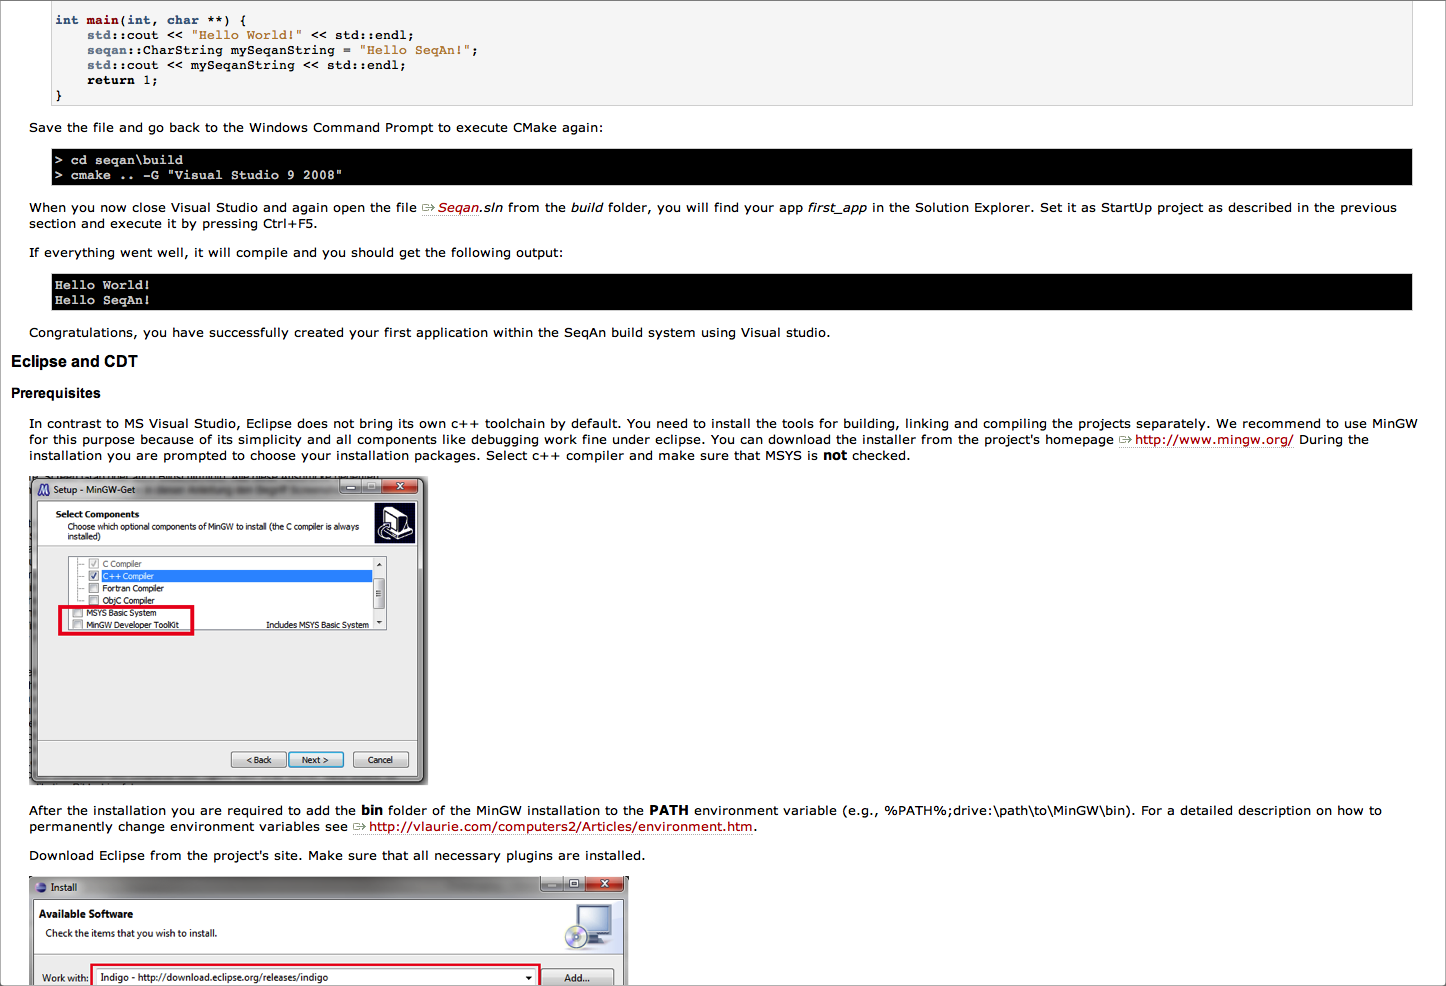 int main(int, char **) {
    std::cout << "Hello World!" << std::endl;
    seqan::CharString mySeqanString = "Hello SeqAn!";
    std::cout << mySeqanString << std::endl;
    return 1;
}
Save the file and go back to the Windows Command Prompt to execute CMake again:
> cd seqan\build
> cmake .. -G "Visual Studio 9 2008"
When you now close Visual Studio and again open the file Seqan.sln from the build folder, you will find your app first_app in the Solution Explorer. Set it as StartUp project as described in the previous
section and execute it by pressing Ctrl+F5.
If everything went well, it will compile and you should get the following output:
Hello World!
Hello SeqAn!
Congratulations, you have successfully created your first application within the SeqAn build system using Visual studio.
Eclipse and CDT
Prerequisites
In contrast to MS Visual Studio, Eclipse does not bring its own c++ toolchain by default. You need to install the tools for building, linking and compiling the projects separately. We recommend to use MinGW
for this purpose because of its simplicity and all components like debugging work fine under eclipse. You can download the installer from the project's homepage http://www.mingw.org/ During the
installation you are prompted to choose your installation packages. Select c++ compiler and make sure that MSYS is not checked.
Setup - MinGW-Get
Select Components
Choose which optional components of MinGW to install (the C compiler is always
installed)
C Compiler
C++ Compiler
Fortran Compiler
ObjC Compiler
MSYS Basic System
MinGW Developer ToolKit Includes MSYS Basic System
< Back Next > Cancel
After the installation you are required to add the bin folder of the MinGW installation to the PATH environment variable (e.g., %PATH%;drive:\path\to\MinGW\bin). For a detailed description on how to
permanently change environment variables see http://vlaurie.com/computers2/Articles/environment.htm.
Download Eclipse from the project's site. Make sure that all necessary plugins are installed.
Install
Available Software
Check the items that you wish to install.
Work with: Indigo - http://download.eclipse.org/releases/indigo Add...